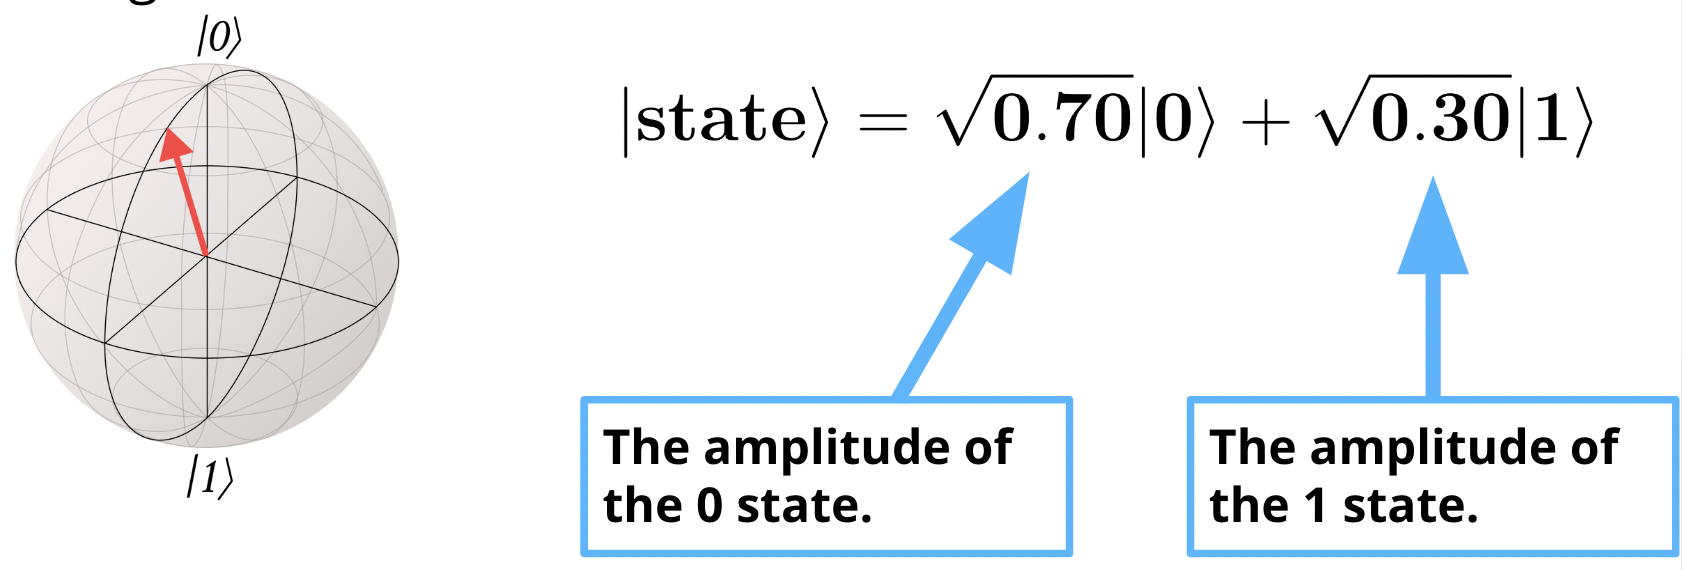 |0⟩
|state⟩ = √0.70|0⟩ + √0.30|1⟩
The amplitude of
the 0 state.
The amplitude of
the 1 state.
|1⟩